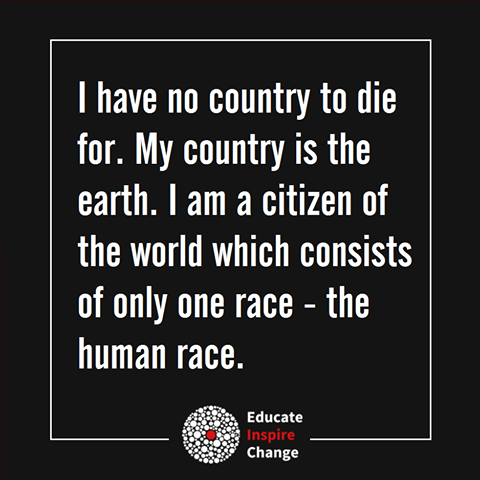 I have no country to die
for. My country is the
earth. I am a citizen of
the world which consists
of only one race - the
human race.
Educate
Inspire
Change